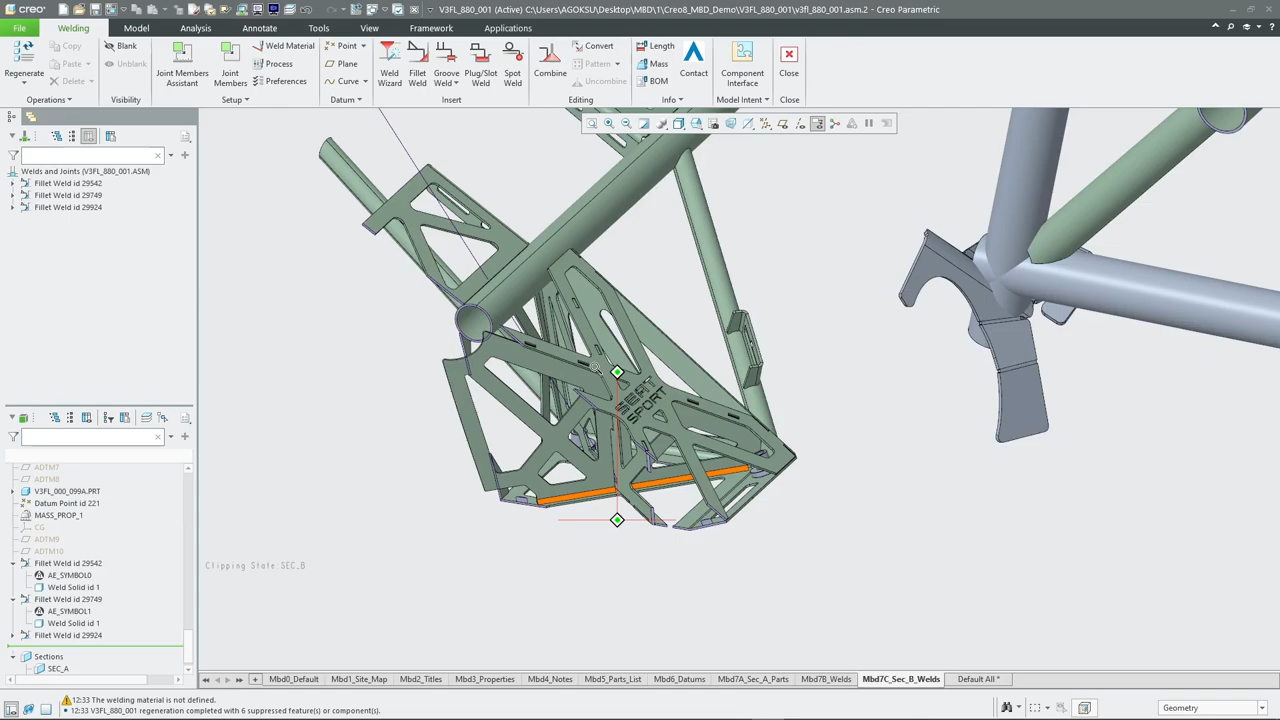 creo V3FL_880_001 (Active) C:\Users\AGOKSU\Desktop\MBD\1\Creo8_MBD_Demo\V3FL_880_001\v3fl_880_001.asm.2 - Creo Parametric
File Welding Model Analysis Annotate Tools View Framework Applications
Regenerate
Copy
Paste
Delete
Operations
Blank
Unblank
Visibility
Joint Members Assistant
Joint Members
Weld Material
Process
Preferences
Setup
Point
Plane
Curve
Datum
Weld Wizard
Fillet Weld
Groove Weld
Plug/Slot Weld
Spot Weld
Insert
Combine
Convert
Pattern
Uncombine
Editing
Length
Mass
BOM
Contact
Info
Component Interface
Model Intent
Close
Close
Welds and Joints (V3FL_880_001.ASM)
Fillet Weld id 29542
Fillet Weld id 29749
Fillet Weld id 29924
ADTM7
ADTM8
V3FL_000_099A.PRT
Datum Point id 221
MASS_PROP_1
CG
ADTM9
ADTM10
Fillet Weld id 29542
AE_SYMBOL0
Weld Solid id 1
Fillet Weld id 29749
AE_SYMBOL1
Weld Solid id 1
Fillet Weld id 29924
Sections
SEC_A
SEAT
SPORT
Clipping State:SEC_B
Mbd0_Default Mbd1_Site_Map Mbd2_Titles Mbd3_Properties Mbd4_Notes Mbd5_Parts_List Mbd6_Datums Mbd7A_Sec_A_Parts Mbd7B_Welds Mbd7C_Sec_B_Welds Default All *
12:33 The welding material is not defined.
12:33 V3FL_880_001 regeneration completed with 6 suppressed feature(s) or component(s).
Geometry